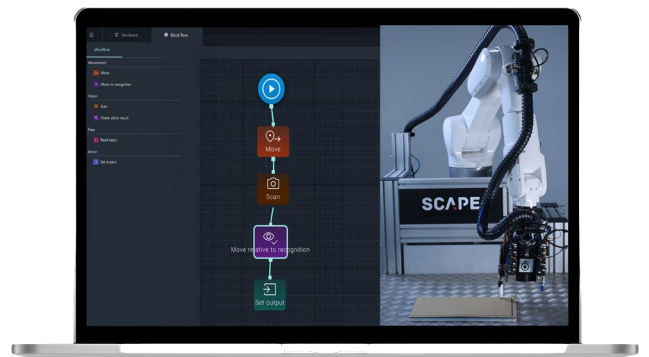 Hardware
Block flow
Workflow
Movements
Move
Move to recognition
Vision
Scan
Check vision result
Flow
Read input
Action
Set output
Move
Scan
Move relative to recognition
Set output
SCAPE